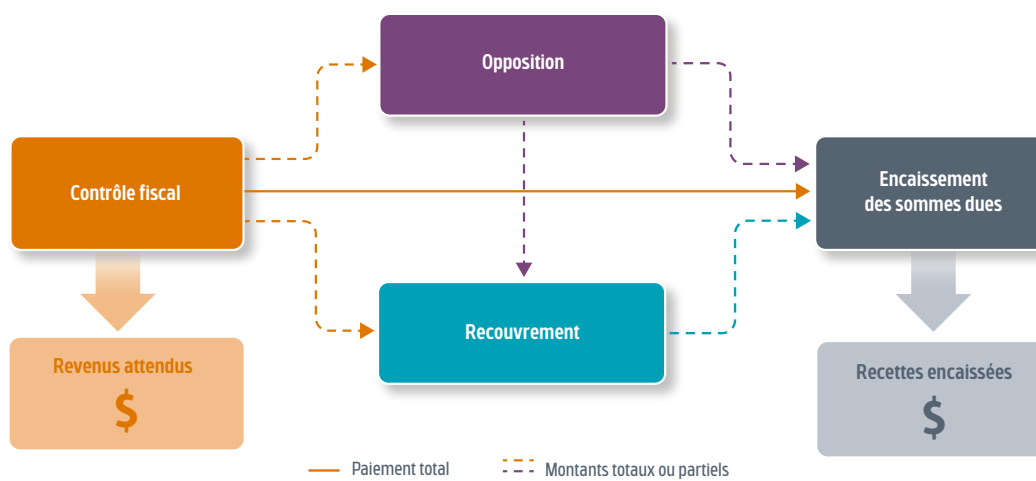 Opposition
Contrôle fiscal
Encaissement
des sommes dues
Recouvrement
Revenus attendus
$
Recettes encaissées
$
Paiement total
Montants totaux ou partiels